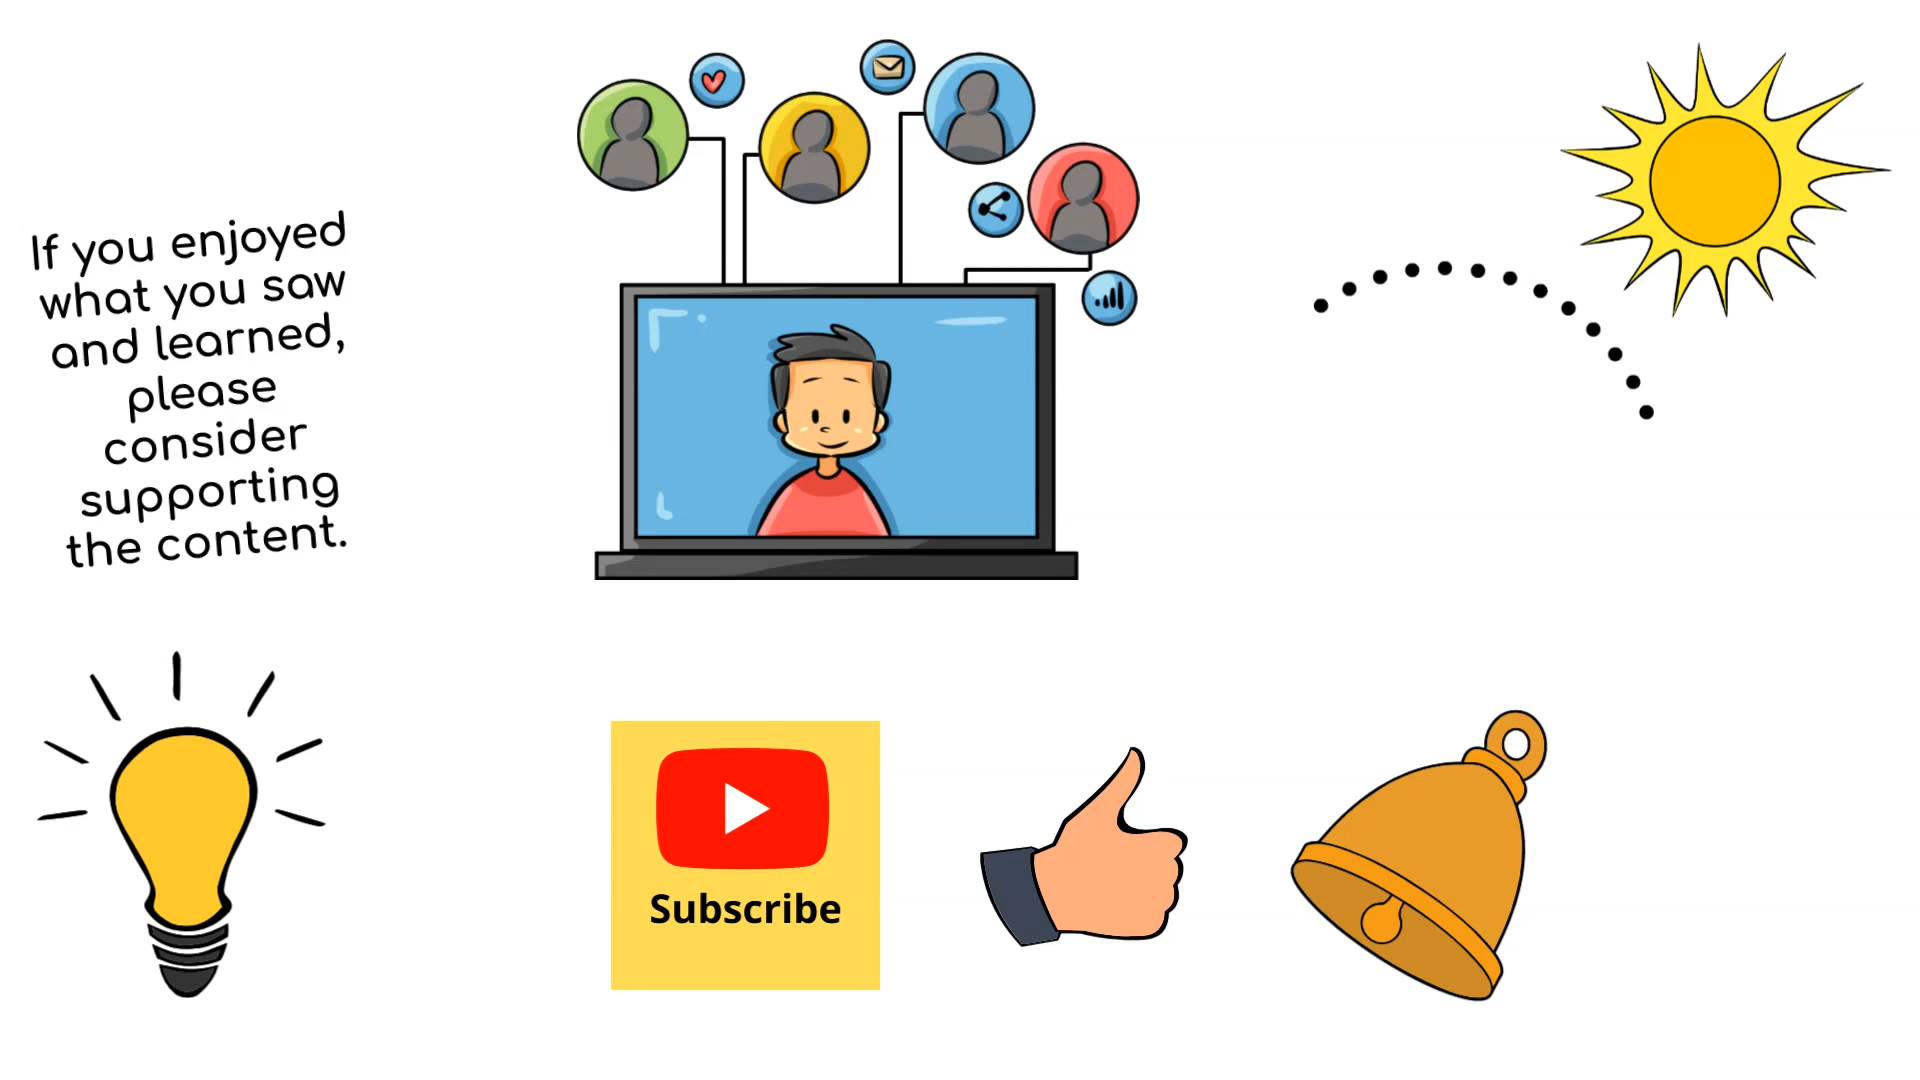 If you enjoyed
what you saw
and learned,
please
consider
supporting
the content.
Subscribe